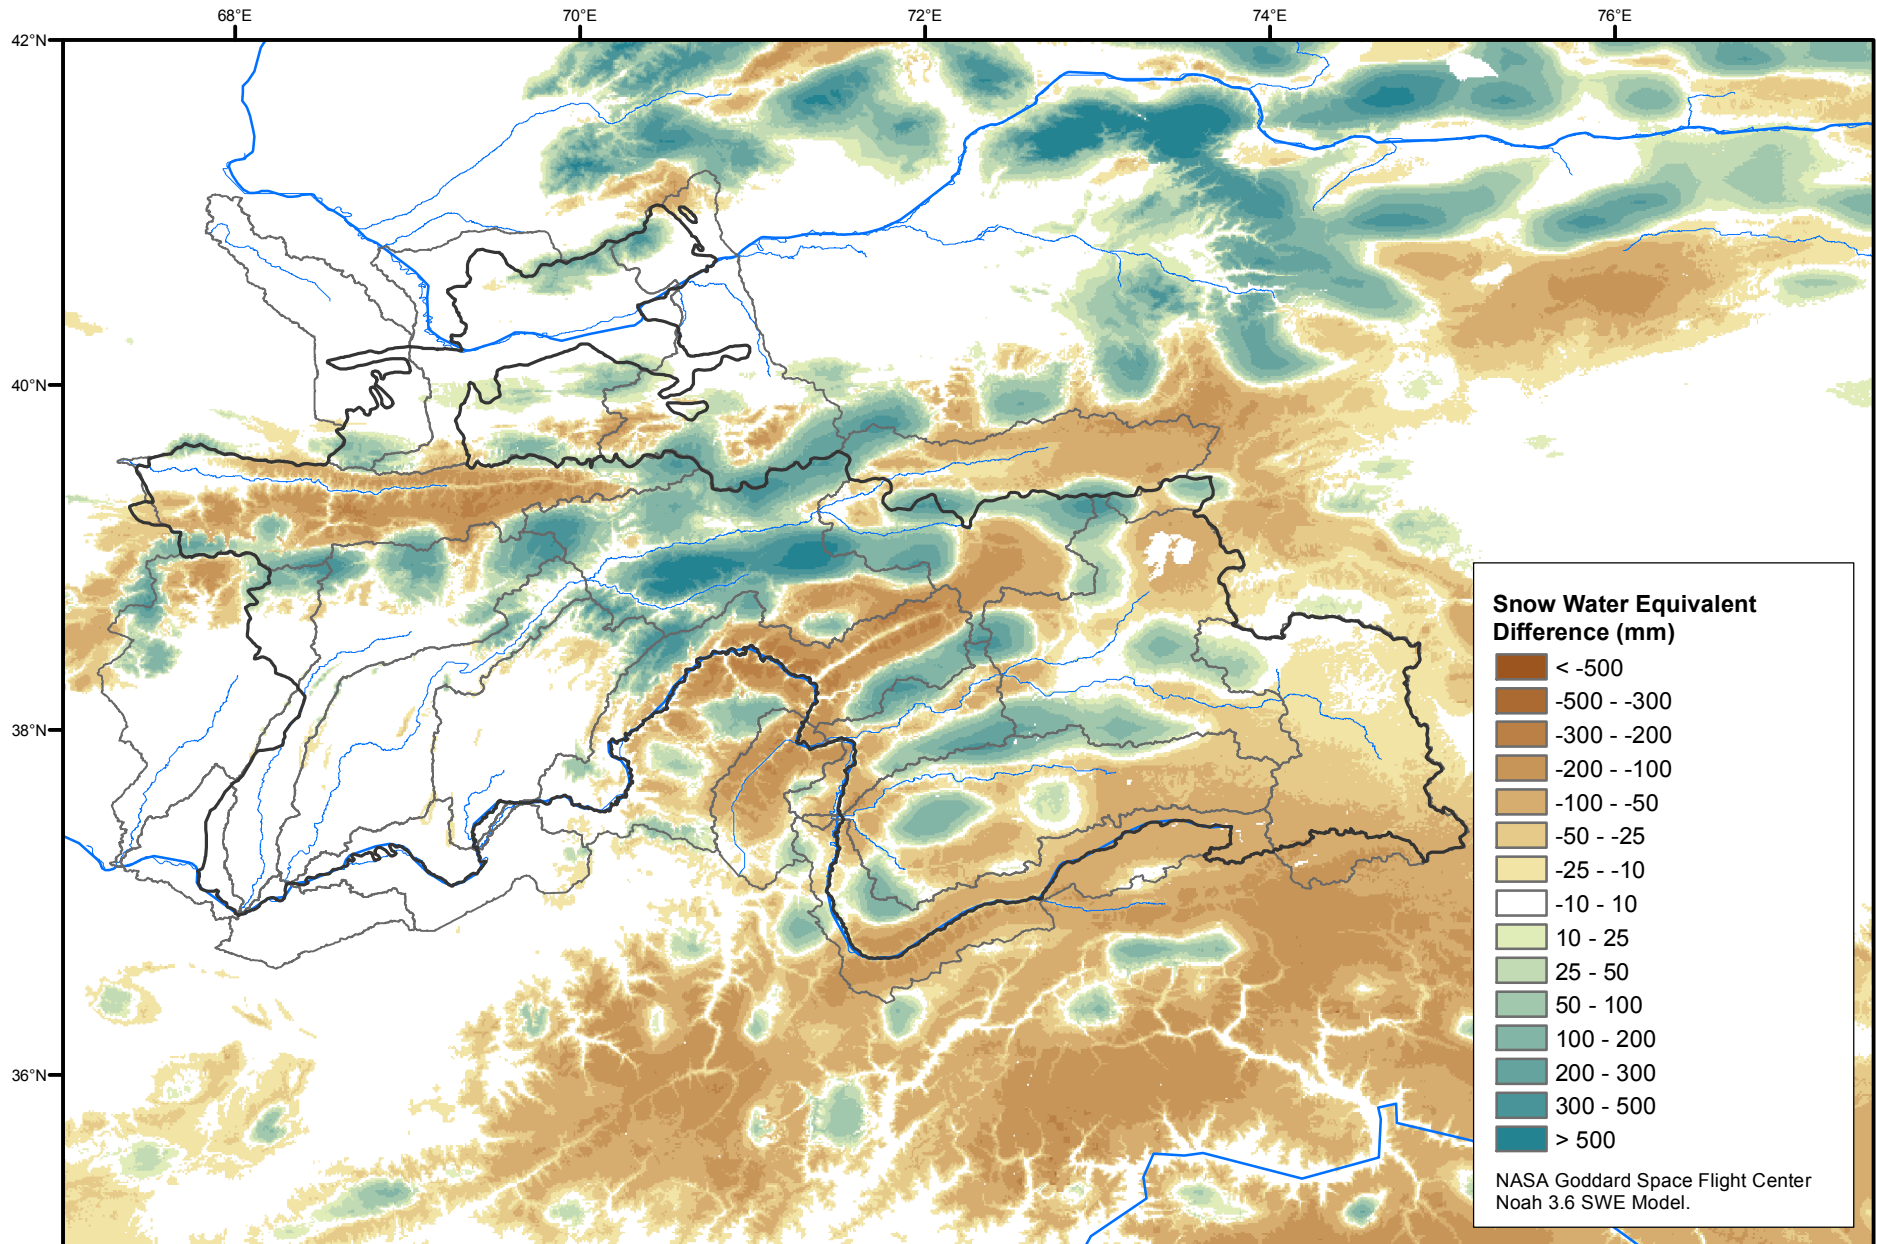 68°E 70°E 72°E 74°E 76°E
42°N
40°N
38°N
36°N
Snow Water Equivalent
Difference (mm)
< -500
-500 - -300
-300 - -200
-200 - -100
-100 - -50
-50 - -25
-25 - -10
-10 - 10
10 - 25
25 - 50
50 - 100
100 - 200
200 - 300
300 - 500
> 500
NASA Goddard Space Flight Center
Noah 3.6 SWE Model.